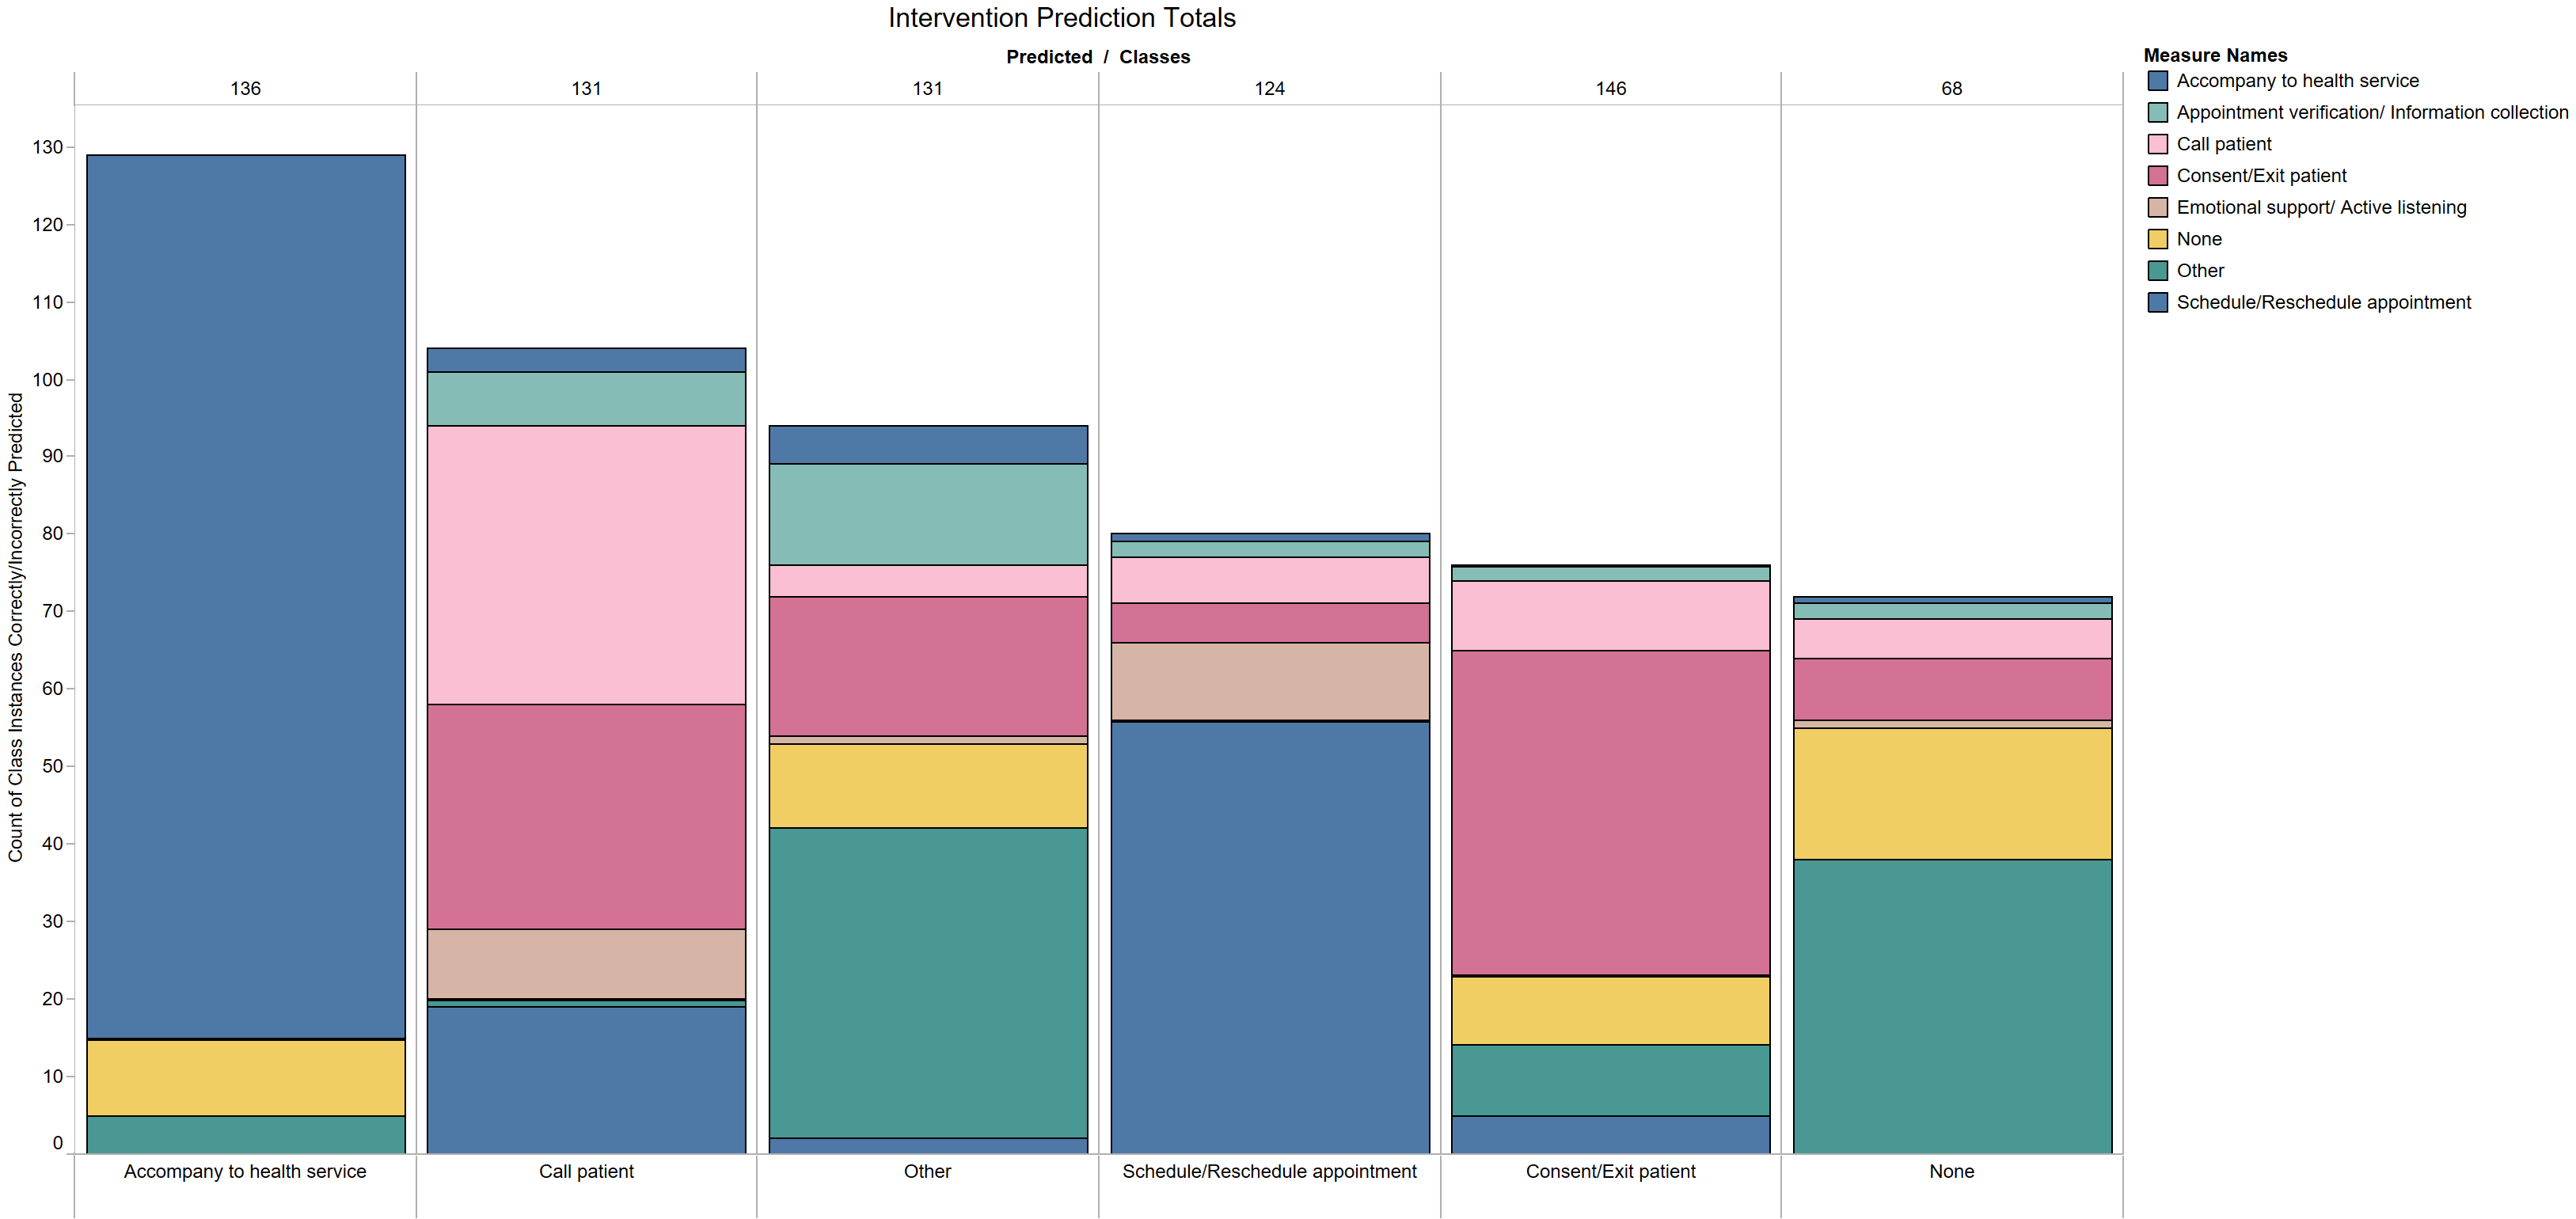 Intervention Prediction Totals
Predicted / Classes
136 131 131 124 146 68
Measure Names
Accompany to health service
Appointment verification/ Information collection
Call patient
Consent/Exit patient
Emotional support/ Active listening
None
Other
Schedule/Reschedule appointment
Count of Class Instances Correctly/Incorrectly Predicted
130
120
110
100
90
80
70
60
50
40
30
20
10
0
Accompany to health service Call patient Other Schedule/Reschedule appointment Consent/Exit patient None